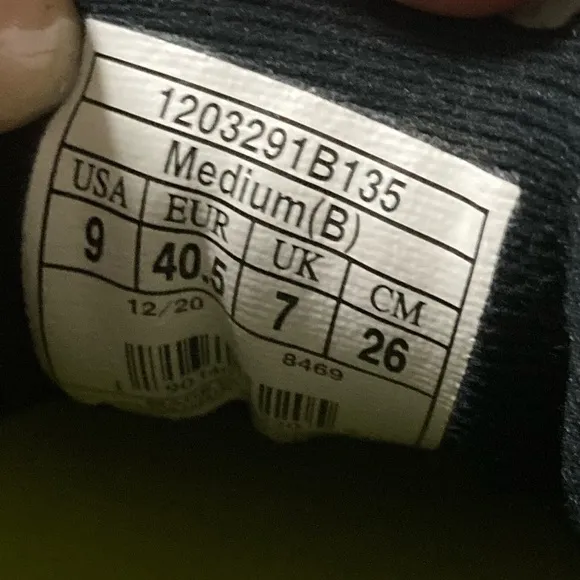 1203291B135
Medium(B)
USA EUR UK CM
9 40.5 7 26
12/20 8469